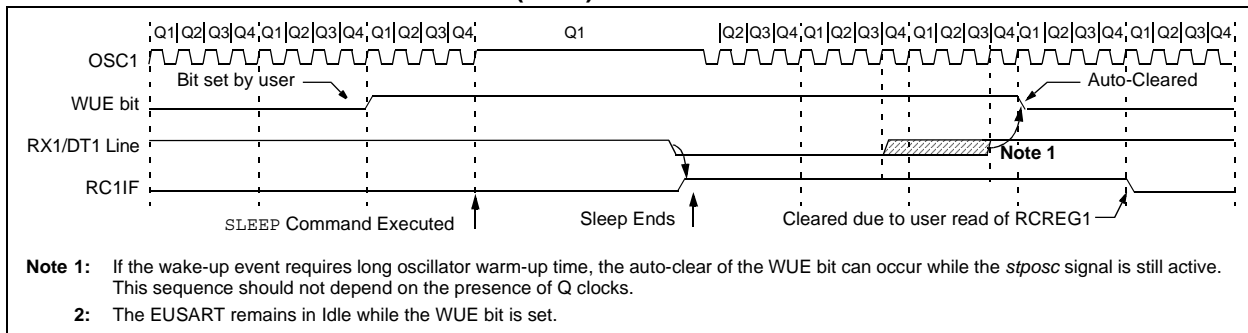 Q1 Q2 Q3 Q4 Q1 Q2 Q3 Q4 Q1 Q2 Q3 Q4 Q1 Q2 Q3 Q4 Q1 Q2 Q3 Q4 Q1 Q2 Q3 Q4 Q1 Q2 Q3 Q4 Q1 Q2 Q3 Q4
OSC1
Bit set by user
Auto-Cleared
WUE bit
RX1/DT1 Line
Note 1
RC1IF
SLEEP Command Executed
Sleep Ends
Cleared due to user read of RCREG1
Note 1: If the wake-up event requires long oscillator warm-up time, the auto-clear of the WUE bit can occur while the stposc signal is still active.
This sequence should not depend on the presence of Q clocks.
2: The EUSART remains in Idle while the WUE bit is set.